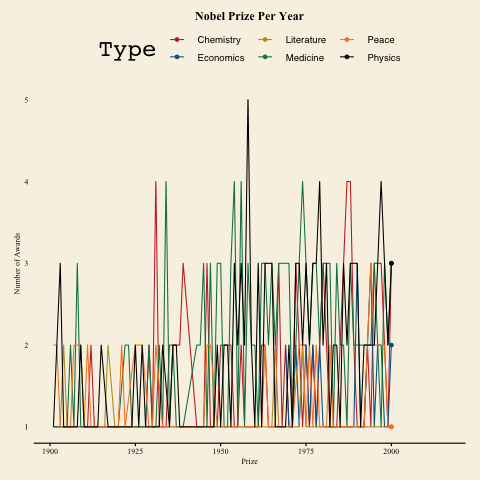 Nobel Prize Per Year
Type
Chemistry Literature Peace
Economics Medicine Physics
5
4
3
2
1
Number of Awards
1900 1925 1950 1975 2000
Prize